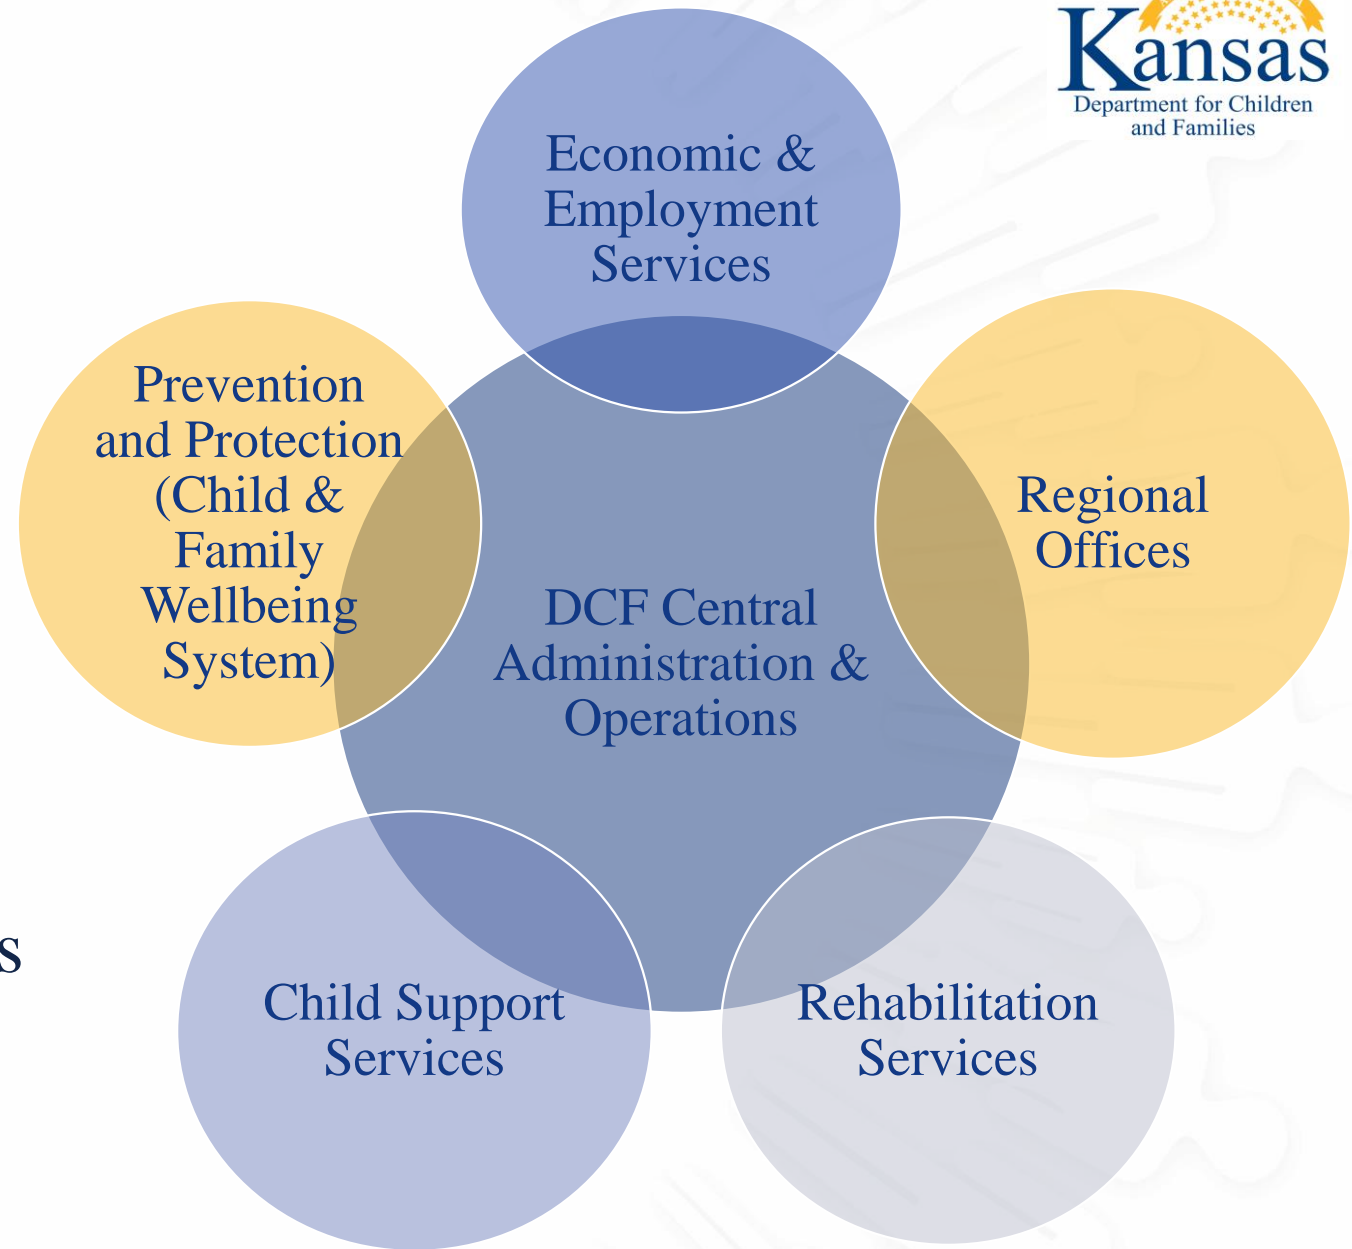 Kansas
Department for Children
and Families
Economic &
Employment
Services
Prevention
and Protection
(Child &
Family
Wellbeing
System)
Regional
Offices
DCF Central
Administration &
Operations
s
Child Support
Services
Rehabilitation
Services